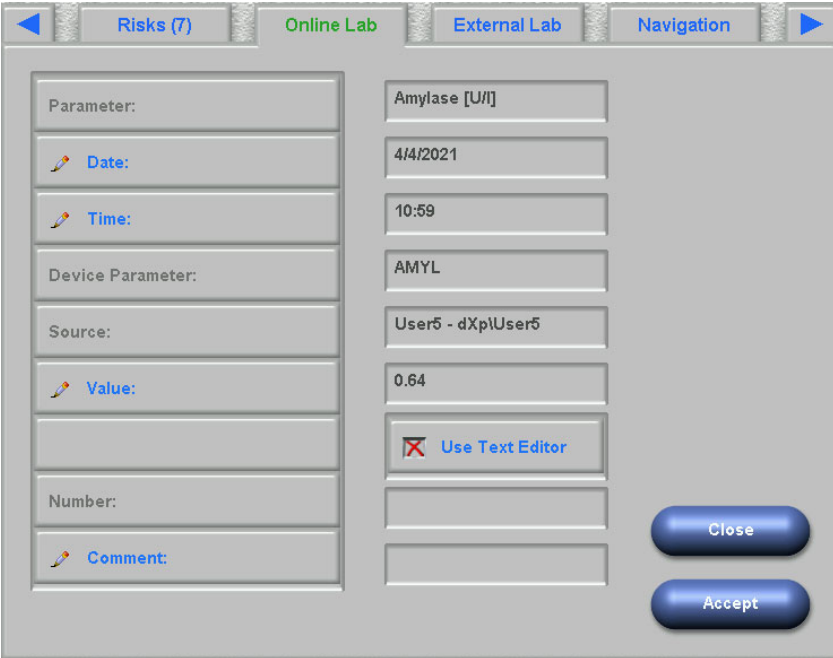 Risks (7)
Online Lab
External Lab
Navigation
Parameter:
Amylase [U/l]
Date:
4/4/2021
Time:
10:59
Device Parameter:
AMYL
Source:
User5 - dXp\User5
Value:
0.64
Use Text Editor
Number:
Comment:
Close
Accept